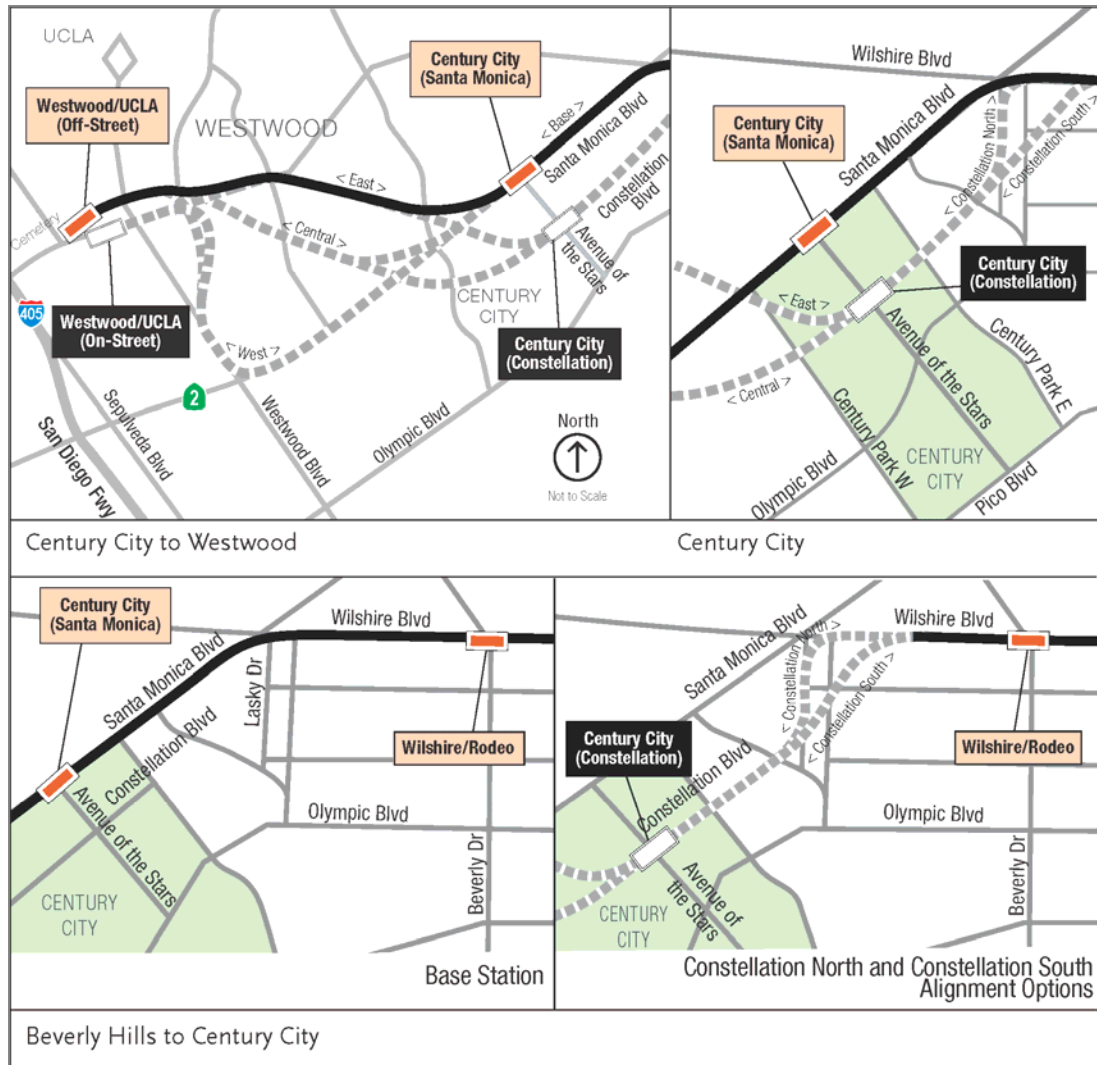 UCLA
Westwood/UCLA
(Off-Street)
WESTWOOD
Century City
(Santa Monica)
< Base >
Santa Monica Blvd
< East >
Constellation
Blvd
Cemetery
< Central >
Avenue of
the Stars
405
Westwood/UCLA
(On-Street)
CENTURY
CITY
< West >
Century City
(Constellation)
2
San Diego Fwy
Sepulveda Blvd
Westwood Blvd
Olympic Blvd
North
Not to Scale
Century City to Westwood
Wilshire Blvd
Century City
(Santa Monica)
Santa Monica Blvd
< Constellation North >
< Constellation South >
Century City
(Constellation)
< East >
< Central >
Avenue of the Stars
Century Park E
Century Park W
CENTURY
CITY
Olympic Blvd
Pico Blvd
Century City
Century City
(Santa Monica)
Wilshire Blvd
Santa Monica Blvd
Lasky Dr
Constellation Blvd
Wilshire/Rodeo
Avenue of the Stars
Olympic Blvd
Beverly Dr
CENTURY
CITY
Base Station
Wilshire Blvd
Santa Monica Blvd
< Constellation North >
< Constellation South >
Century City
(Constellation)
Wilshire/Rodeo
Constellation Blvd
Olympic Blvd
Avenue of
the Stars
Beverly Dr
CENTURY
CITY
Constellation North and Constellation South
Alignment Options
Beverly Hills to Century City